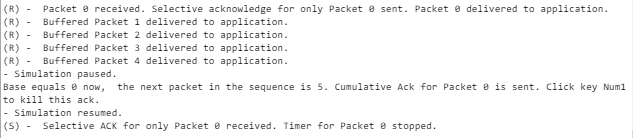 (R) - Packet 0 received. Selective acknowledge for only Packet 0 sent. Packet 0 delivered to application.
(R) - Buffered Packet 1 delivered to application.
(R) - Buffered Packet 2 delivered to application.
(R) - Buffered Packet 3 delivered to application.
(R) - Buffered Packet 4 delivered to application.
- Simulation paused.
Base equals 0 now, the next packet in the sequence is 5. Cumulative Ack for Packet 0 is sent. Click key Num1
to kill this ack.
- Simulation resumed.
(S) - Selective ACK for only Packet 0 received. Timer for Packet 0 stopped.